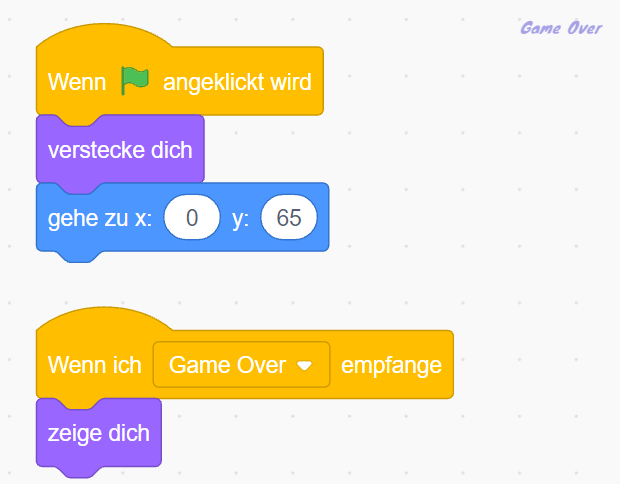 Game Over
Wenn angeklickt wird
verstecke dich
gehe zu x: 0 y: 65
Wenn ich Game Over empfange
zeige dich